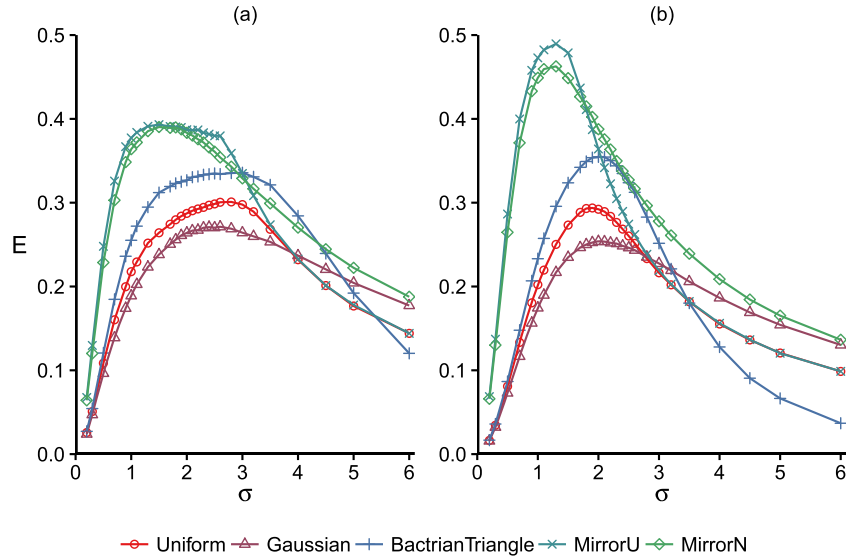 (a) (b)
0.5 0.5
0.4 0.4
0.3 0.3
E
0.2 0.2
0.1 0.1
0.0 0.0
0 1 2 3 4 5 6 0 1 2 3 4 5 6
σ σ
Uniform Gaussian BactrianTriangle MirrorU MirrorN